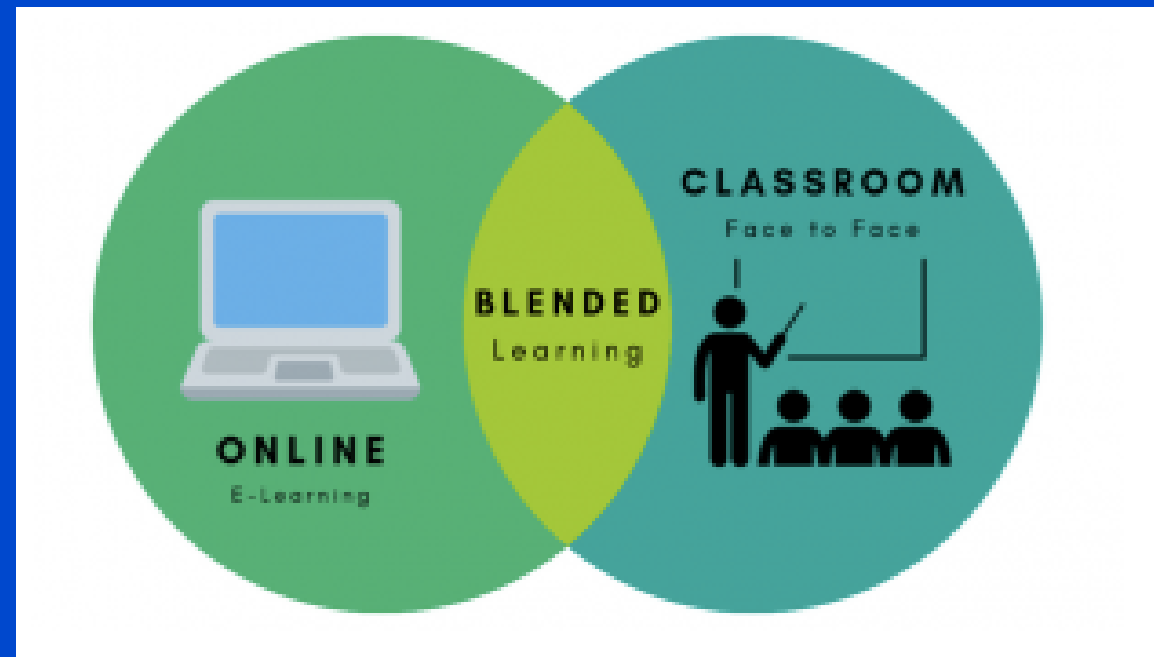 CLASSROOM
Face to Face
BLENDED
Learning
ONLINE
E-Learning